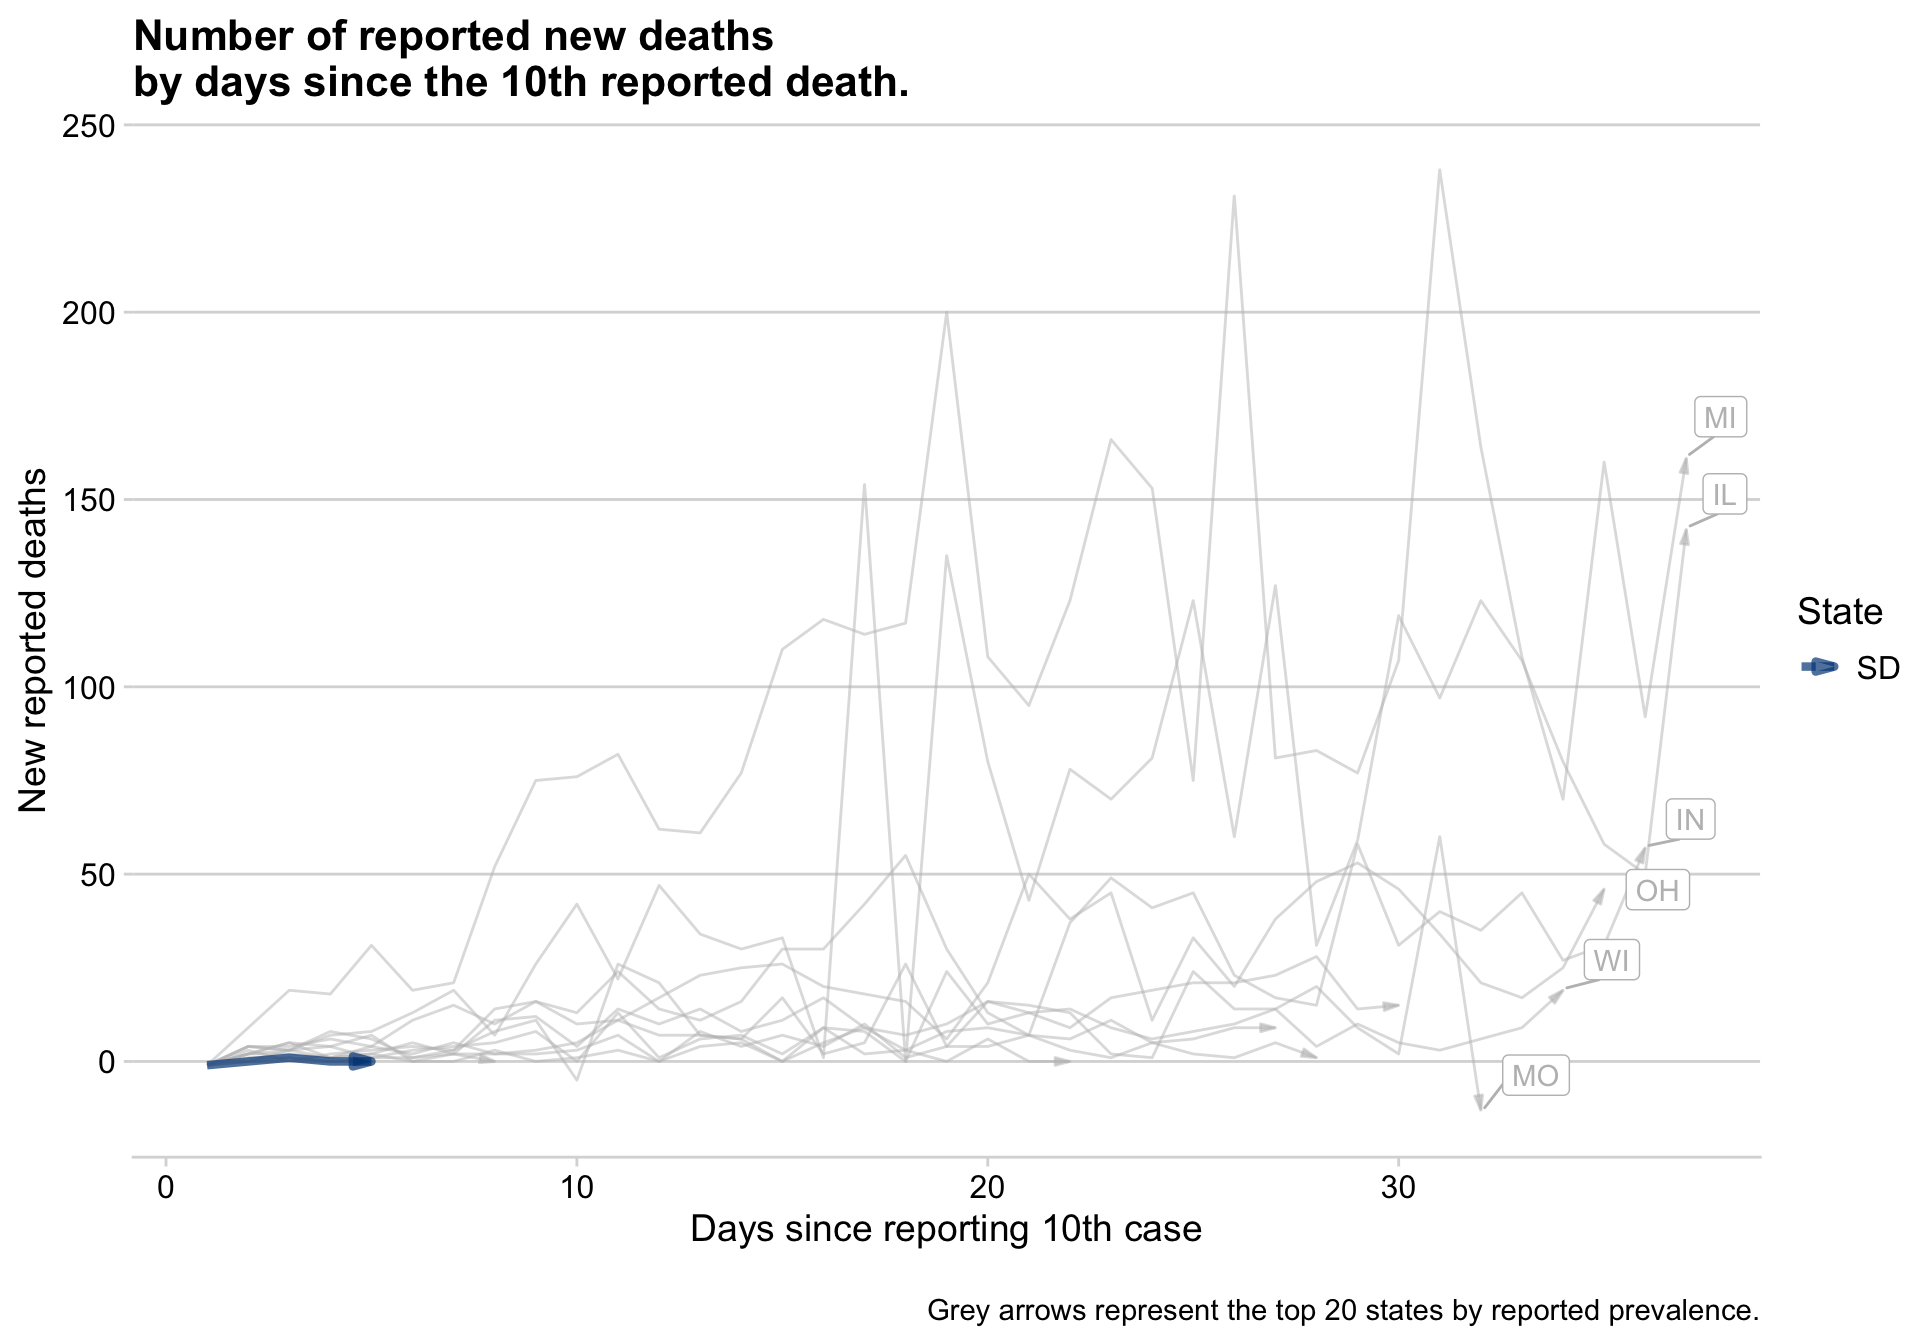 Number of reported new deaths
by days since the 10th reported death.
250
200
150
100
50
0
New reported deaths
MI
IL
IN
OH
WI
MO
State
SD
0
10
20
30
Days since reporting 10th case
Grey arrows represent the top 20 states by reported prevalence.